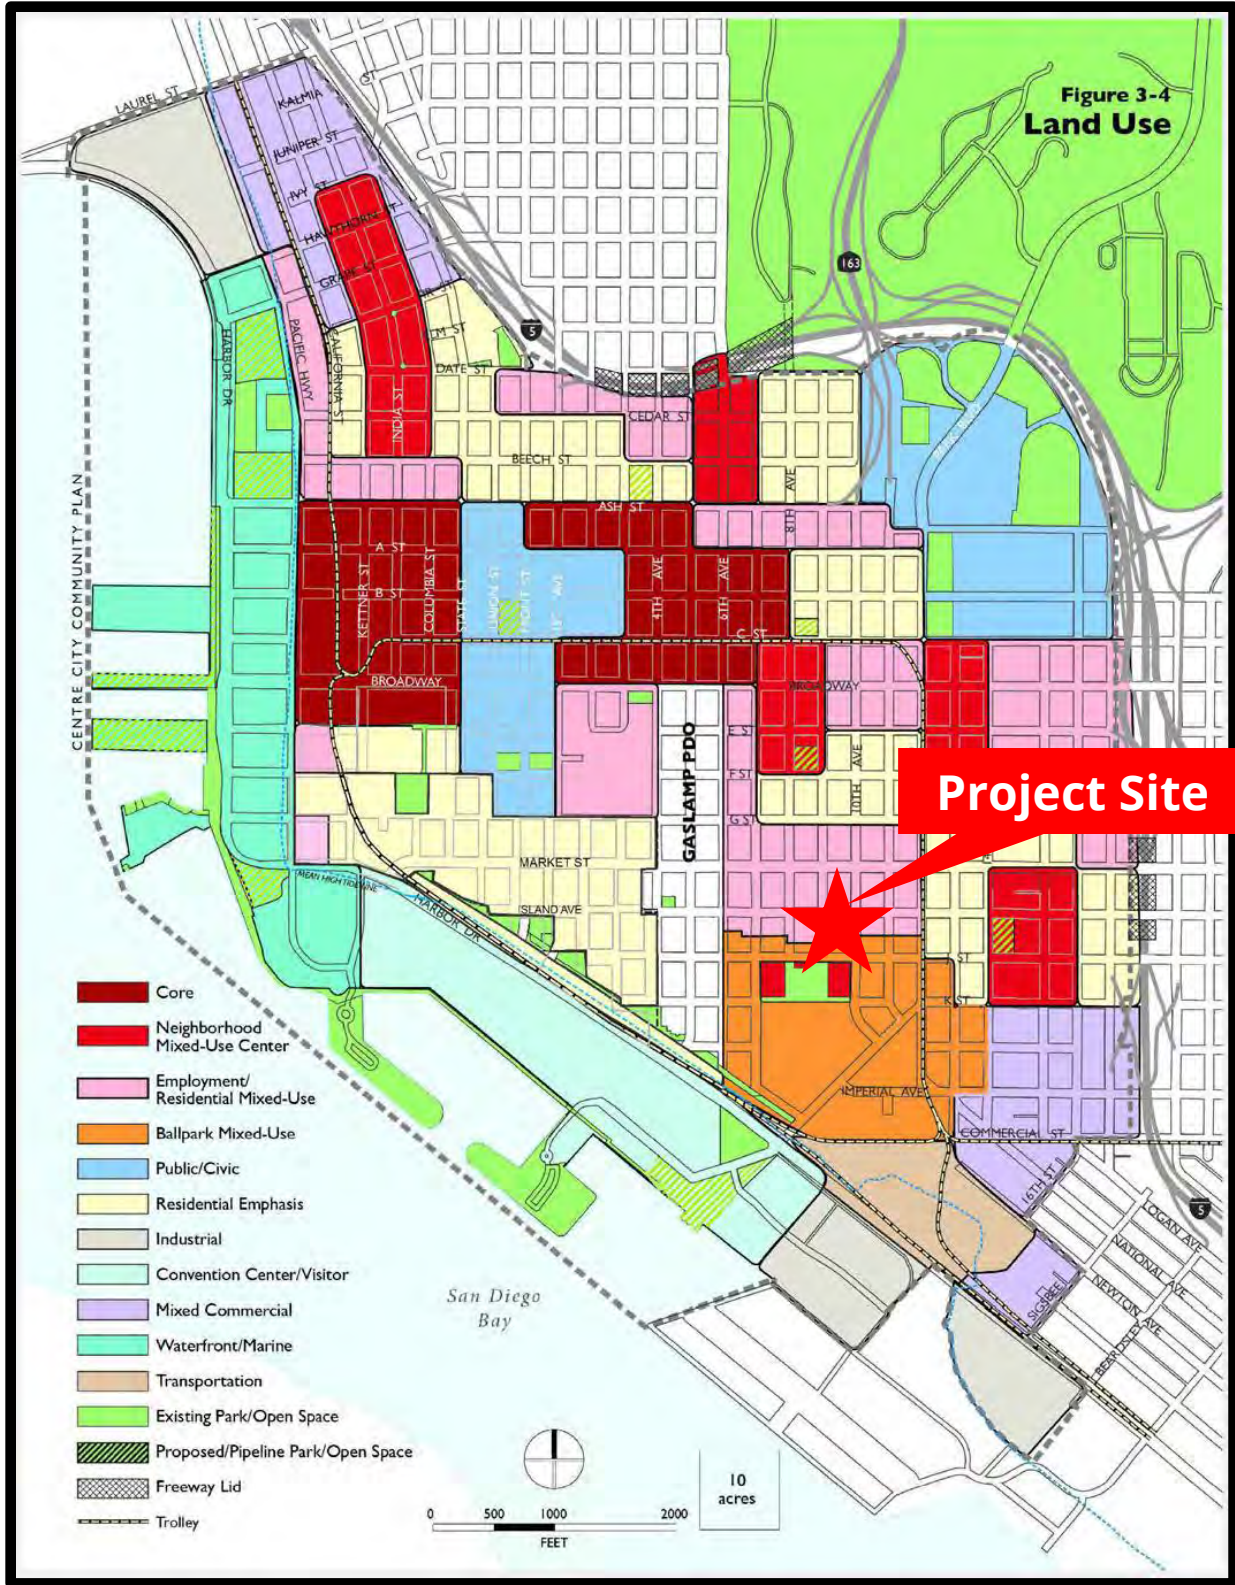 Figure 3-4
Land Use
LAUREL ST
ST
KALMIA
JUNIPER ST
IVY ST
HAWTHORN ST
GRAPE ST
163
5
DATE ST
HARBOR DR
PACIFIC HWY
CALIFORNIA ST
INDIA ST
CEDAR ST
BEECH ST
8TH AVE
ASH ST
A ST
B ST
KETTNER ST
COLUMBIA ST
STATE ST
UNION ST
FRONT ST
4TH AVE
6TH AVE
C ST
BROADWAY
BROADWAY
CENTRE CITY COMMUNITY PLAN
GASLAMP PDO
E ST
F ST
G ST
10TH AVE
Project Site
MARKET ST
MEAN HIGH TIDE LINE
HARBOR DR
ISLAND AVE
ST
K ST
IMPERIAL AVE
COMMERCIAL ST
16TH ST
LOGAN AVE
5
NATIONAL AVE
NEWTON AVE
SIGSBEE
BEARDSLEY
San Diego
Bay
Core
Neighborhood
Mixed-Use Center
Employment/
Residential Mixed-Use
Ballpark Mixed-Use
Public/Civic
Residential Emphasis
Industrial
Convention Center/Visitor
Mixed Commercial
Waterfront/Marine
Transportation
Existing Park/Open Space
Proposed/Pipeline Park/Open Space
Freeway Lid
Trolley
0 500 1000 2000
FEET
10
acres